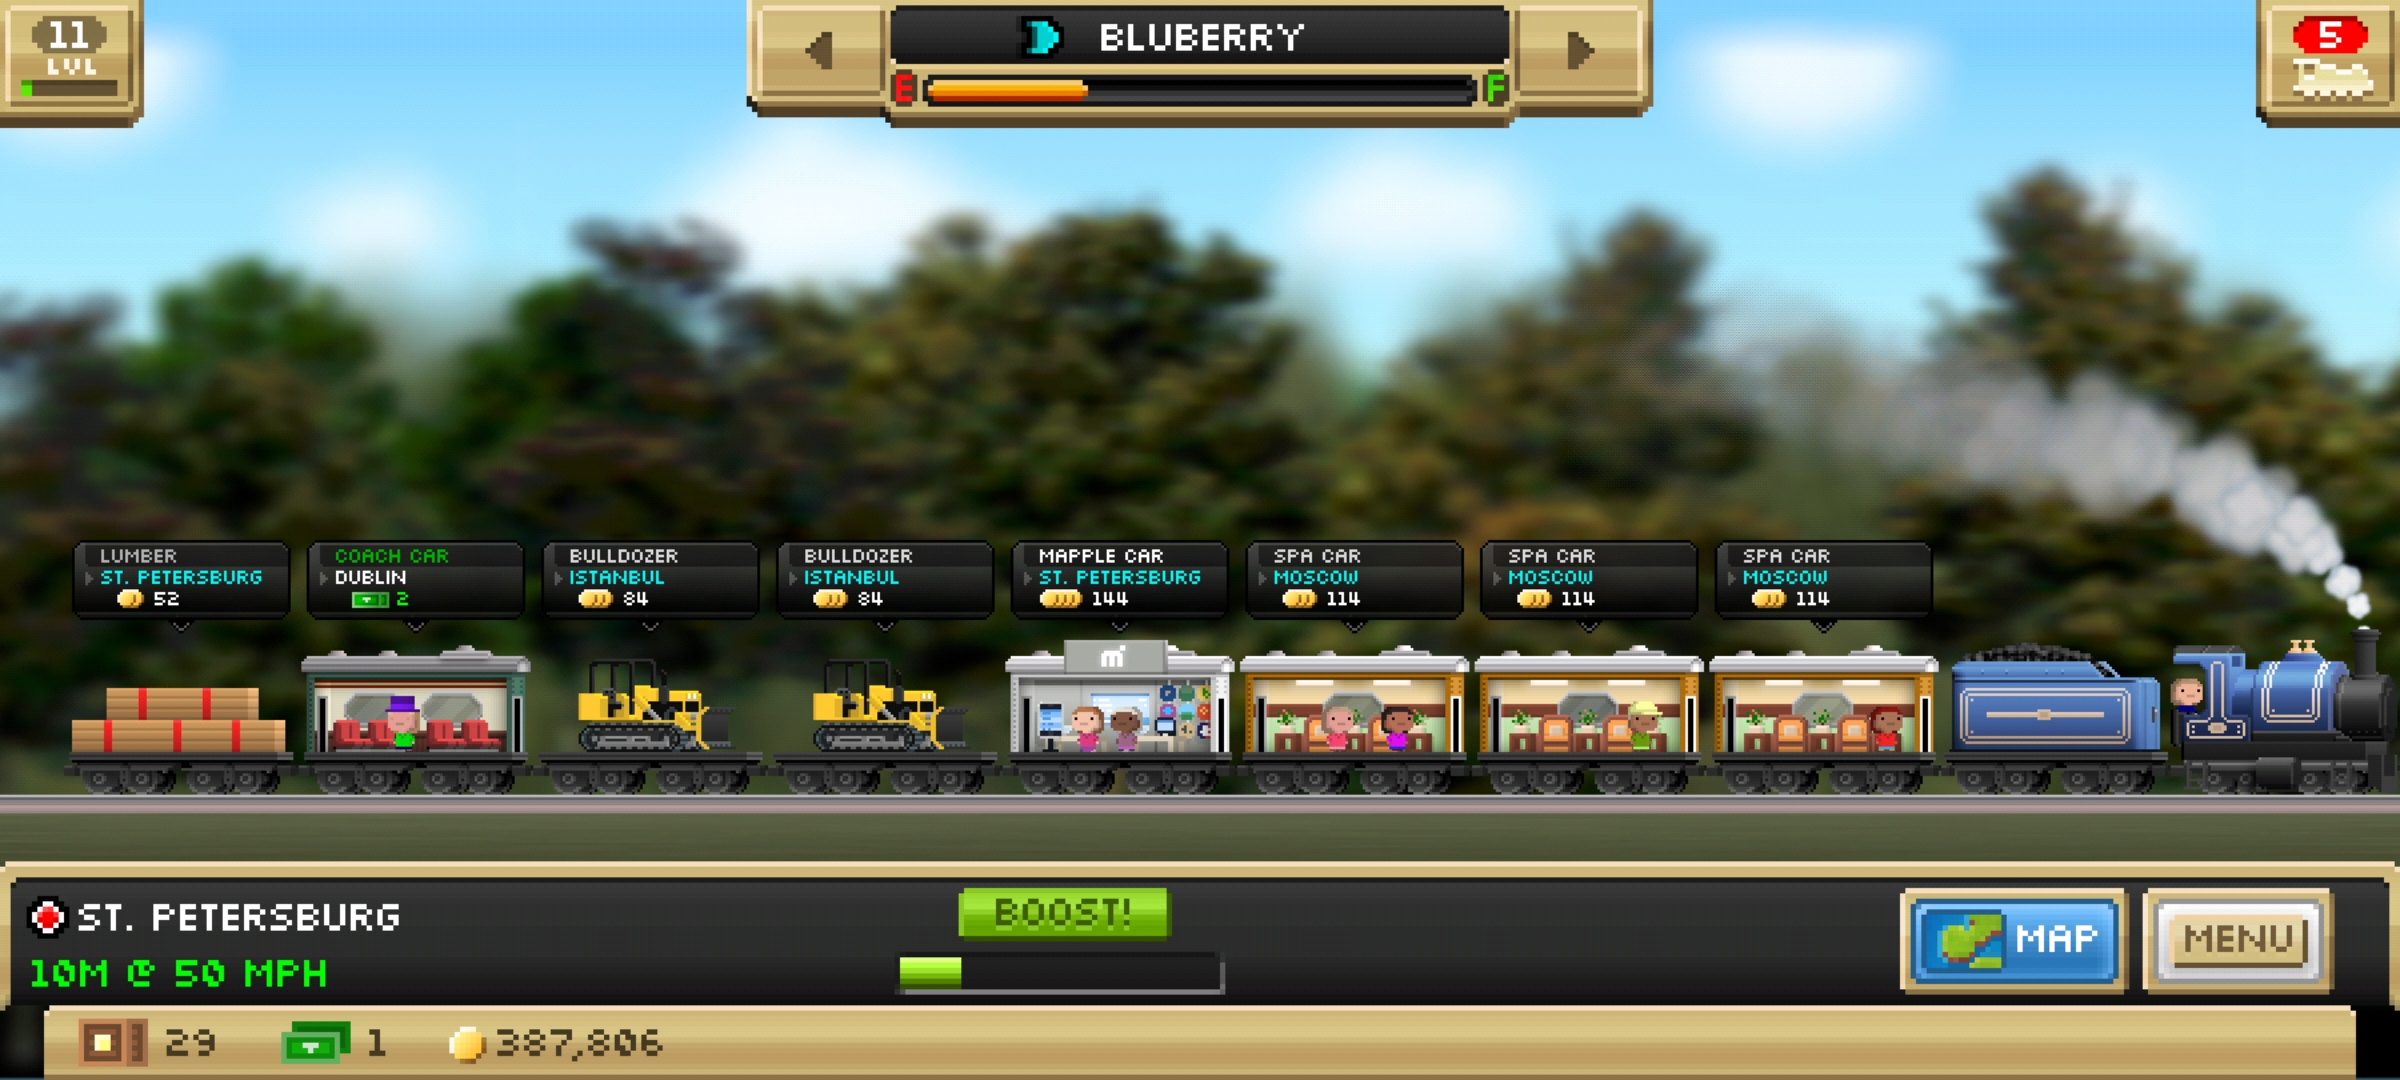 11
LVL
BLUBERRY
E F
5
LUMBER
ST. PETERSBURG
52
COACH CAR
DUBLIN
2
BULLDOZER
ISTANBUL
84
BULLDOZER
ISTANBUL
84
MAPPLE CAR
ST. PETERSBURG
144
SPA CAR
MOSCOW
114
SPA CAR
MOSCOW
114
SPA CAR
MOSCOW
114
m
ST. PETERSBURG
10M @ 50 MPH
BOOST!
MAP
MENU
29 1 387,806